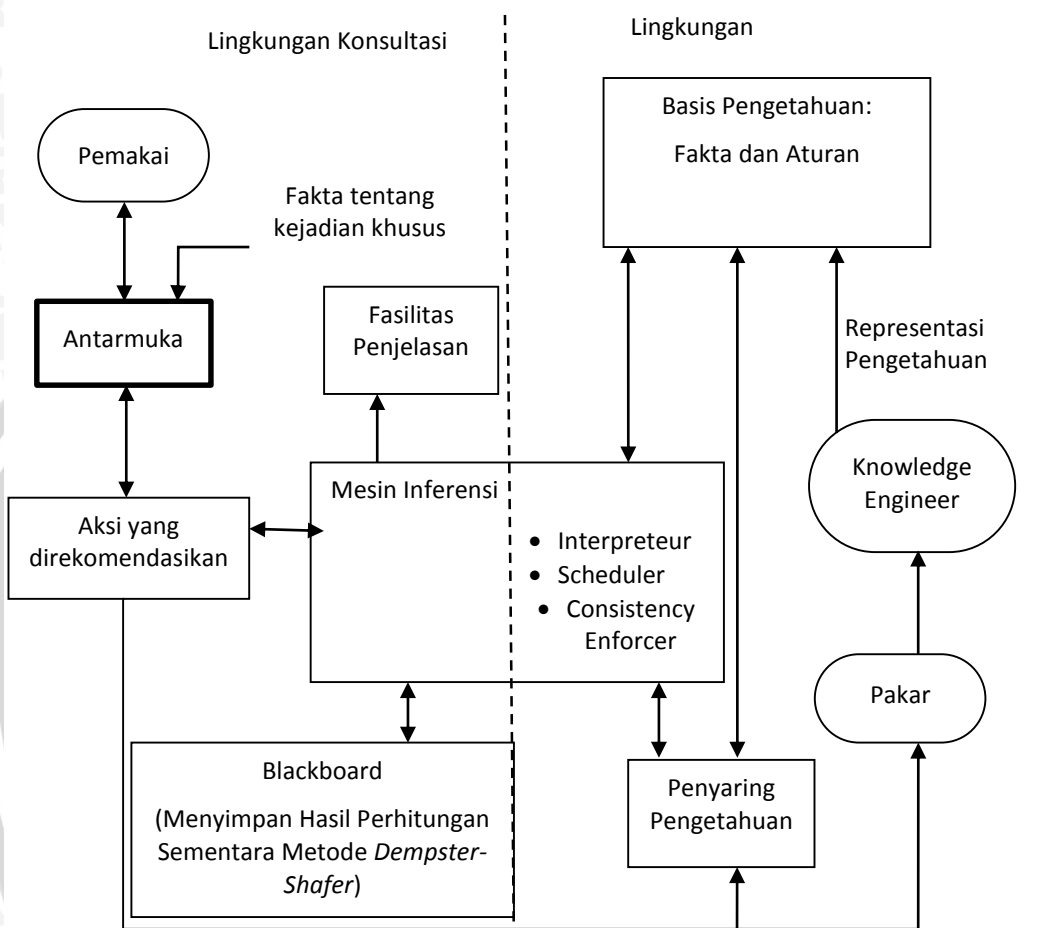 Lingkungan Konsultasi
Lingkungan
Basis Pengetahuan:
Fakta dan Aturan
Pemakai
Fakta tentang
kejadian khusus
Antarmuka
Fasilitas
Penjelasan
Representasi
Pengetahuan
Knowledge
Engineer
Mesin Inferensi
Aksi yang
direkomendasikan
• Interpreteur
• Scheduler
• Consistency
Enforcer
Pakar
Blackboard
(Menyimpan Hasil Perhitungan
Sementara Metode Dempster-
Shafer)
Penyaring
Pengetahuan